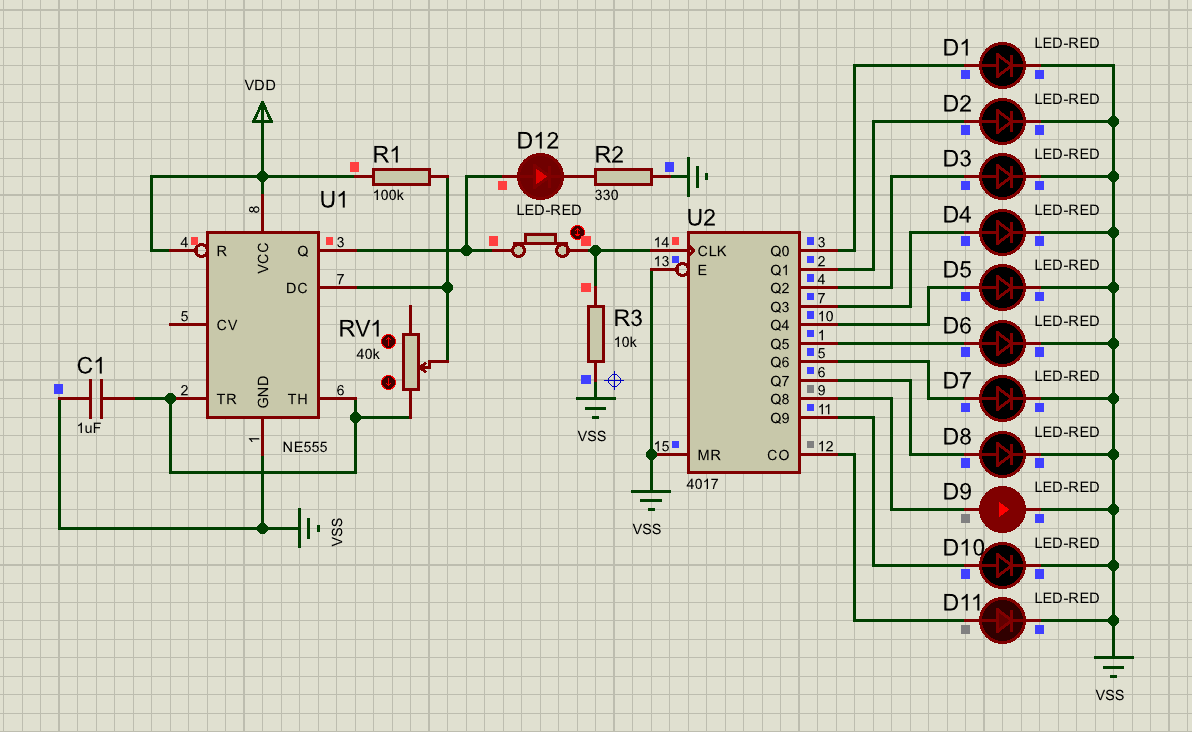 VDD
R1
100k
U1
4
8
R
VCC
Q
3
DC
7
5
CV
RV1
40k
C1
1uF
2
TR
GND
TH
6
1
NE555
VSS
D12
LED-RED
R2
330
R3
10k
VSS
U2
14
CLK
13
E
15
MR
4017
VSS
Q0
3
Q1
2
Q2
4
Q3
7
Q4
10
Q5
1
Q6
5
Q7
6
Q8
9
Q9
11
CO
12
D1
LED-RED
D2
LED-RED
D3
LED-RED
D4
LED-RED
D5
LED-RED
D6
LED-RED
D7
LED-RED
D8
LED-RED
D9
LED-RED
D10
LED-RED
D11
LED-RED
VSS